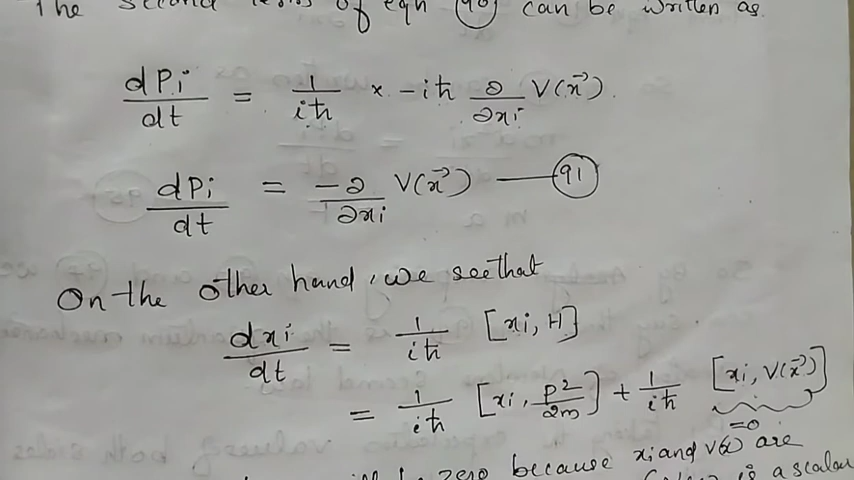 The second term of eqn (90) can be written as
dPi/dt = 1/iħ × -iħ ∂/∂xi V(x⃗).
dPi/dt = -∂/∂xi V(x⃗) — (91)
On the other hand, we see that
dxi/dt = 1/iħ [xi, H]
= 1/iħ [xi, P²/2m] + 1/iħ [xi, V(x⃗)]
=0
zero because xi and V(x) are
is a scalar